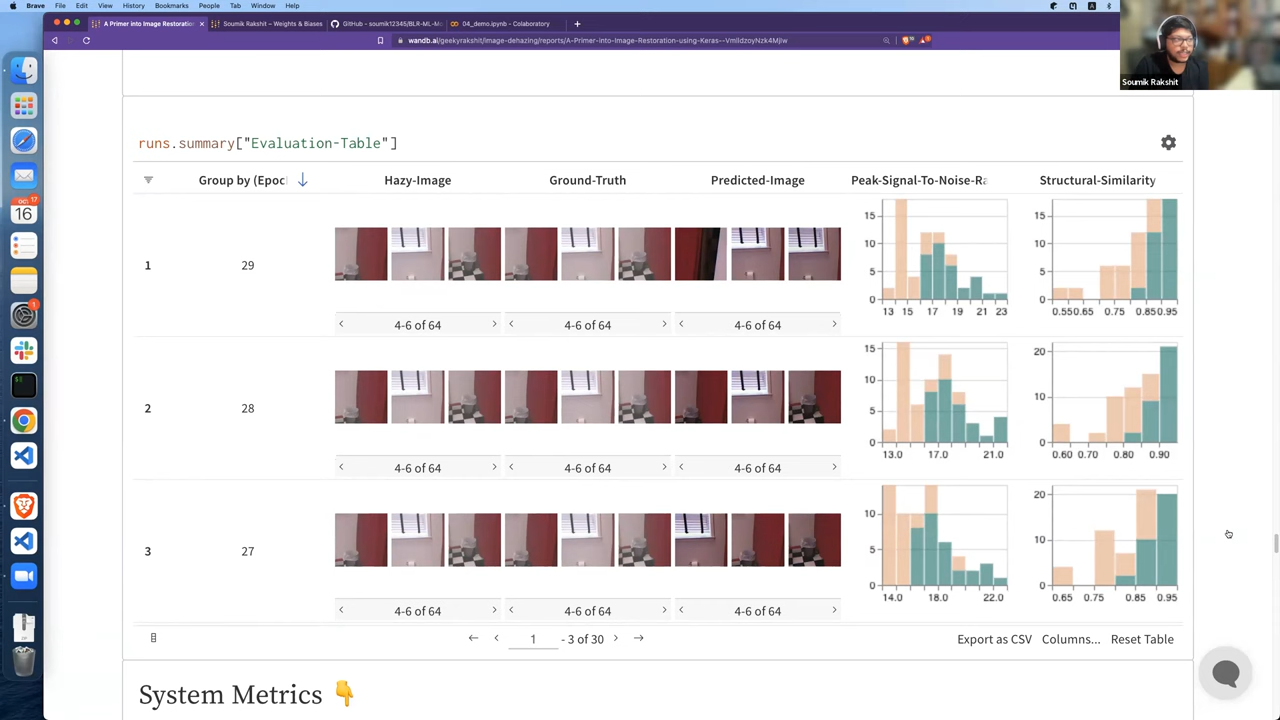 Brave File Edit View History Bookmarks People Tab Window Help
A Primer into Image Restoration
Soumik Rakshit – Weights & Biases
GitHub - soumik12345/BLR-ML-M
04_demo.ipynb - Colaboratory
wandb.ai/geekyrakshit/image-dehazing/reports/A-Primer-into-Image-Restoration-using-Keras--VmlldzoyNzk4Mjiw
Soumik Rakshit
runs.summary["Evaluation-Table"]
Group by (Epoc Hazy-Image Ground-Truth Predicted-Image Peak-Signal-To-Noise-Ra Structural-Similarity
1 29
15 10 5 0
13 15 17 19 21 23
15 10 5 0
0.55 0.65 0.75 0.85 0.95
4-6 of 64 4-6 of 64 4-6 of 64
2 28
15 10 5 0
13.0 17.0 21.0
20 10 0
0.60 0.70 0.80 0.90
4-6 of 64 4-6 of 64 4-6 of 64
3 27
10 5 0
14.0 18.0 22.0
20 10 0
0.65 0.75 0.85 0.95
4-6 of 64 4-6 of 64 4-6 of 64
1 - 3 of 30
Export as CSV Columns... Reset Table
System Metrics 👇
OCT 17
16
1